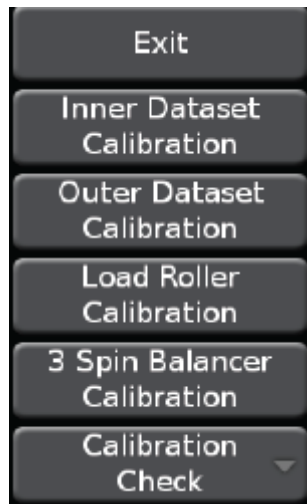 Exit
Inner Dataset
Calibration
Outer Dataset
Calibration
Load Roller
Calibration
3 Spin Balancer
Calibration
Calibration
Check